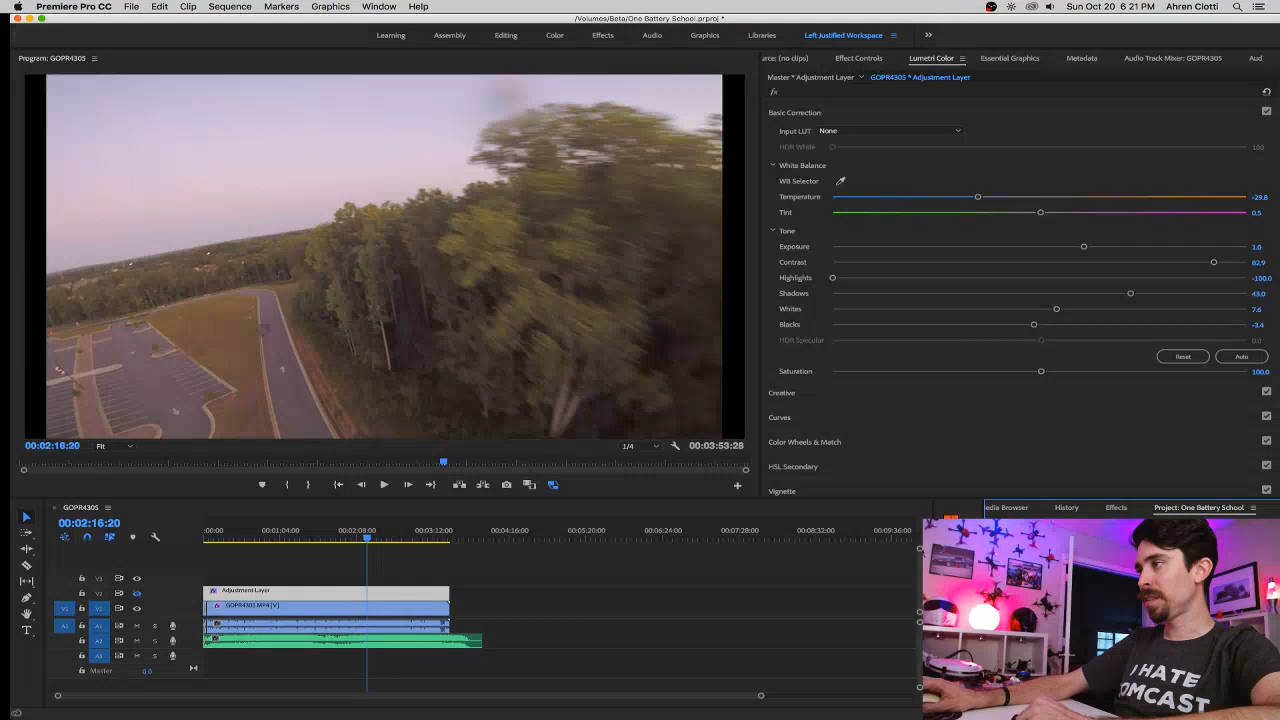 Premiere Pro CC File Edit Clip Sequence Markers Graphics Window Help Sun Oct 20 6:21 PM Ahren Ciotti
/Volumes/Beta/One Battery School.prproj *
Learning Assembly Editing Color Effects Audio Graphics Libraries Left Justified Workspace
Program: GOPR4305
urce: (no clips) Effect Controls Lumetri Color Essential Graphics Metadata Audio Track Mixer: GOPR4305 Aud
Master * Adjustment Layer GOPR4305 * Adjustment Layer
fx
Basic Correction
Input LUT None
HDR White 100
White Balance
WB Selector
Temperature -29.8
Tint 0.5
Tone
Exposure 1.0
Contrast 82.9
Highlights -100.0
Shadows 43.0
Whites 7.6
Blacks -3.4
HDR Specular 0.0
Reset Auto
Saturation 100.0
Creative
Curves
Color Wheels & Match
HSL Secondary
Vignette
00:02:16:20 Fit 1/4 00:03:53:28
GOPR4305
00:02:16:20
:00:00 00:01:04:00 00:02:08:00 00:03:12:00 00:04:16:00 00:05:20:00 00:06:24:00 00:07:28:00 00:08:32:00 00:09:36:00
V3
V2
Adjustment Layer
V1 V1 GOPR4305.MP4 [V]
A1 A1 M S
A2 M S
A3 M S
Master 0.0
edia Browser History Effects Project: One Battery School
I HATE
OMCAST